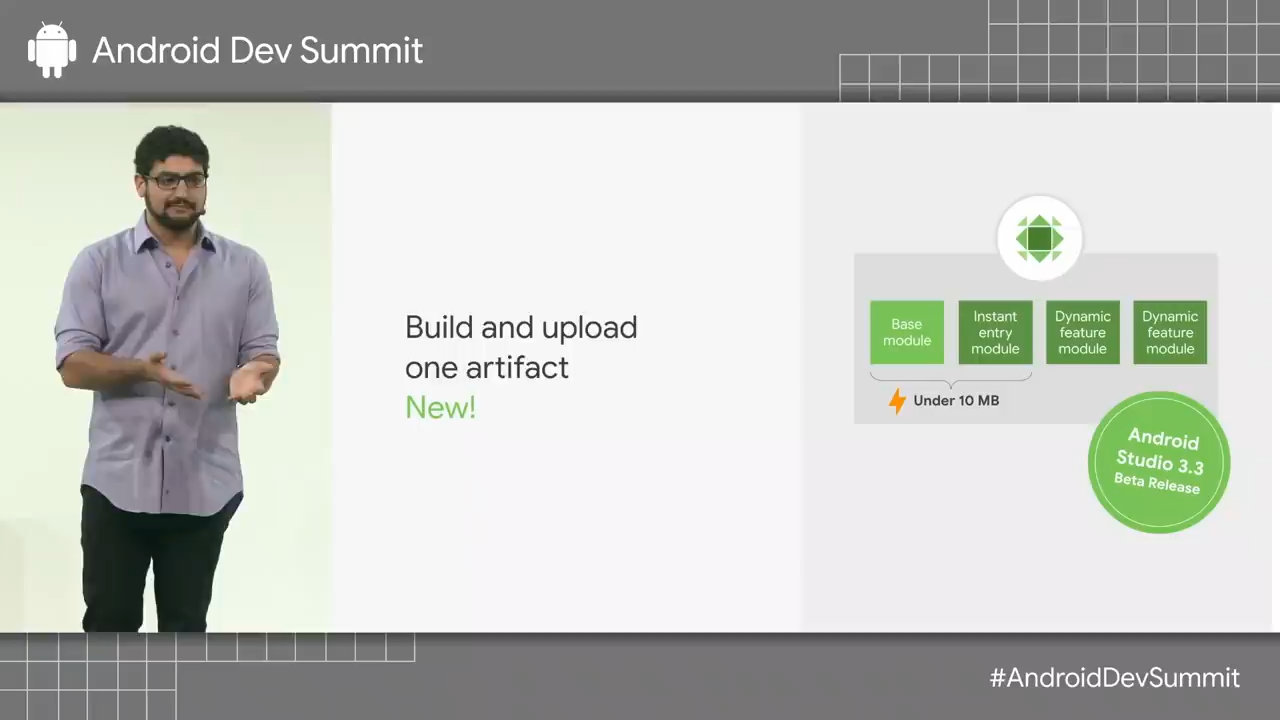 Android Dev Summit
Build and upload
one artifact
New!
Base
module
Instant
entry
module
Dynamic
feature
module
Dynamic
feature
module
Under 10 MB
Android
Studio 3.3
Beta Release
#AndroidDevSummit